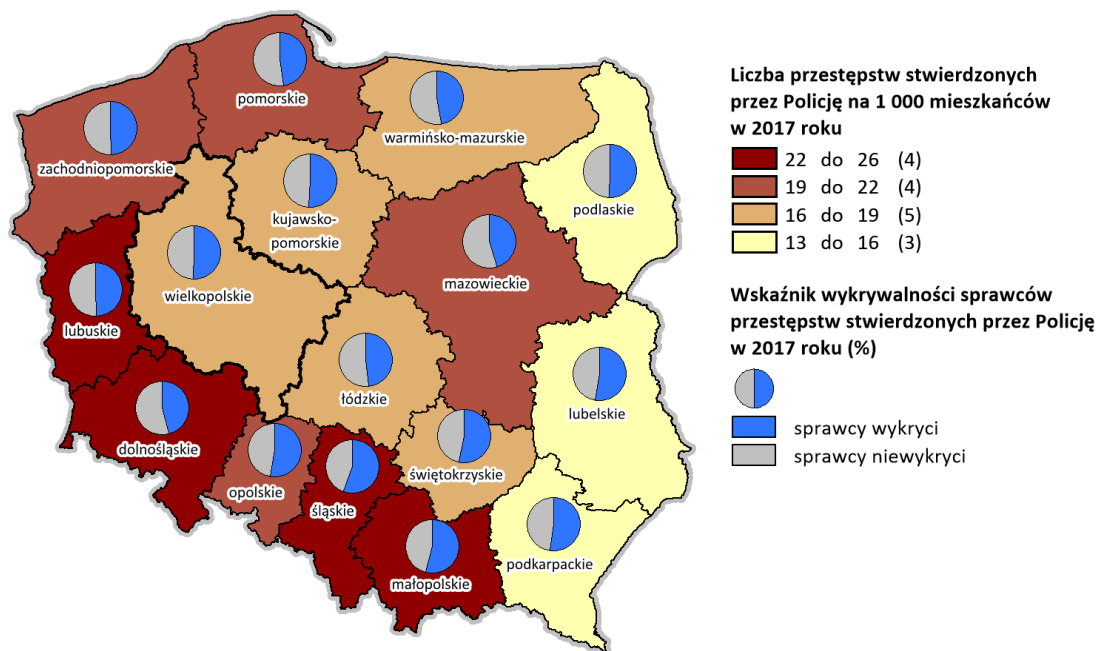 pomorskie
warmińsko-mazurskie
zachodniopomorskie
podlaskie
kujawsko-
pomorskie
mazowieckie
wielkopolskie
lubuskie
łódzkie
lubelskie
dolnośląskie
świętokrzyskie
opolskie
śląskie
podkarpackie
małopolskie
Liczba przestępstw stwierdzonych
przez Policję na 1 000 mieszkańców
w 2017 roku
22 do 26 (4)
19 do 22 (4)
16 do 19 (5)
13 do 16 (3)
Wskaźnik wykrywalności sprawców
przestępstw stwierdzonych przez Policję
w 2017 roku (%)
sprawcy wykryci
sprawcy niewykryci